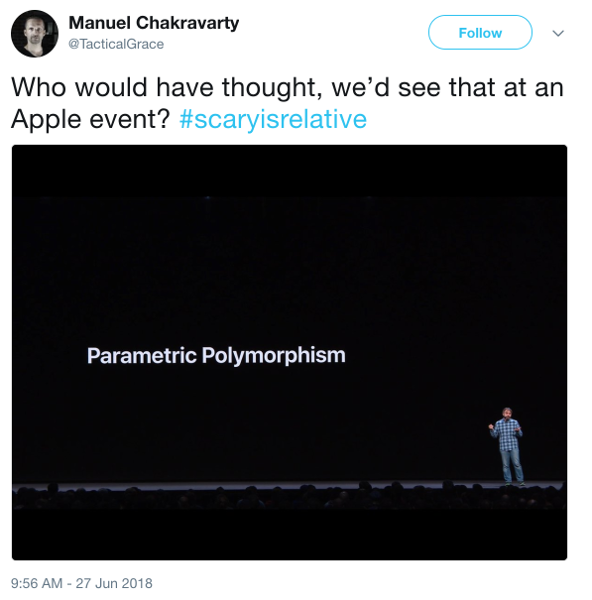 Manuel Chakravarty
@TacticalGrace
Follow
Who would have thought, we’d see that at an
Apple event? #scaryisrelative
Parametric Polymorphism
9:56 AM - 27 Jun 2018